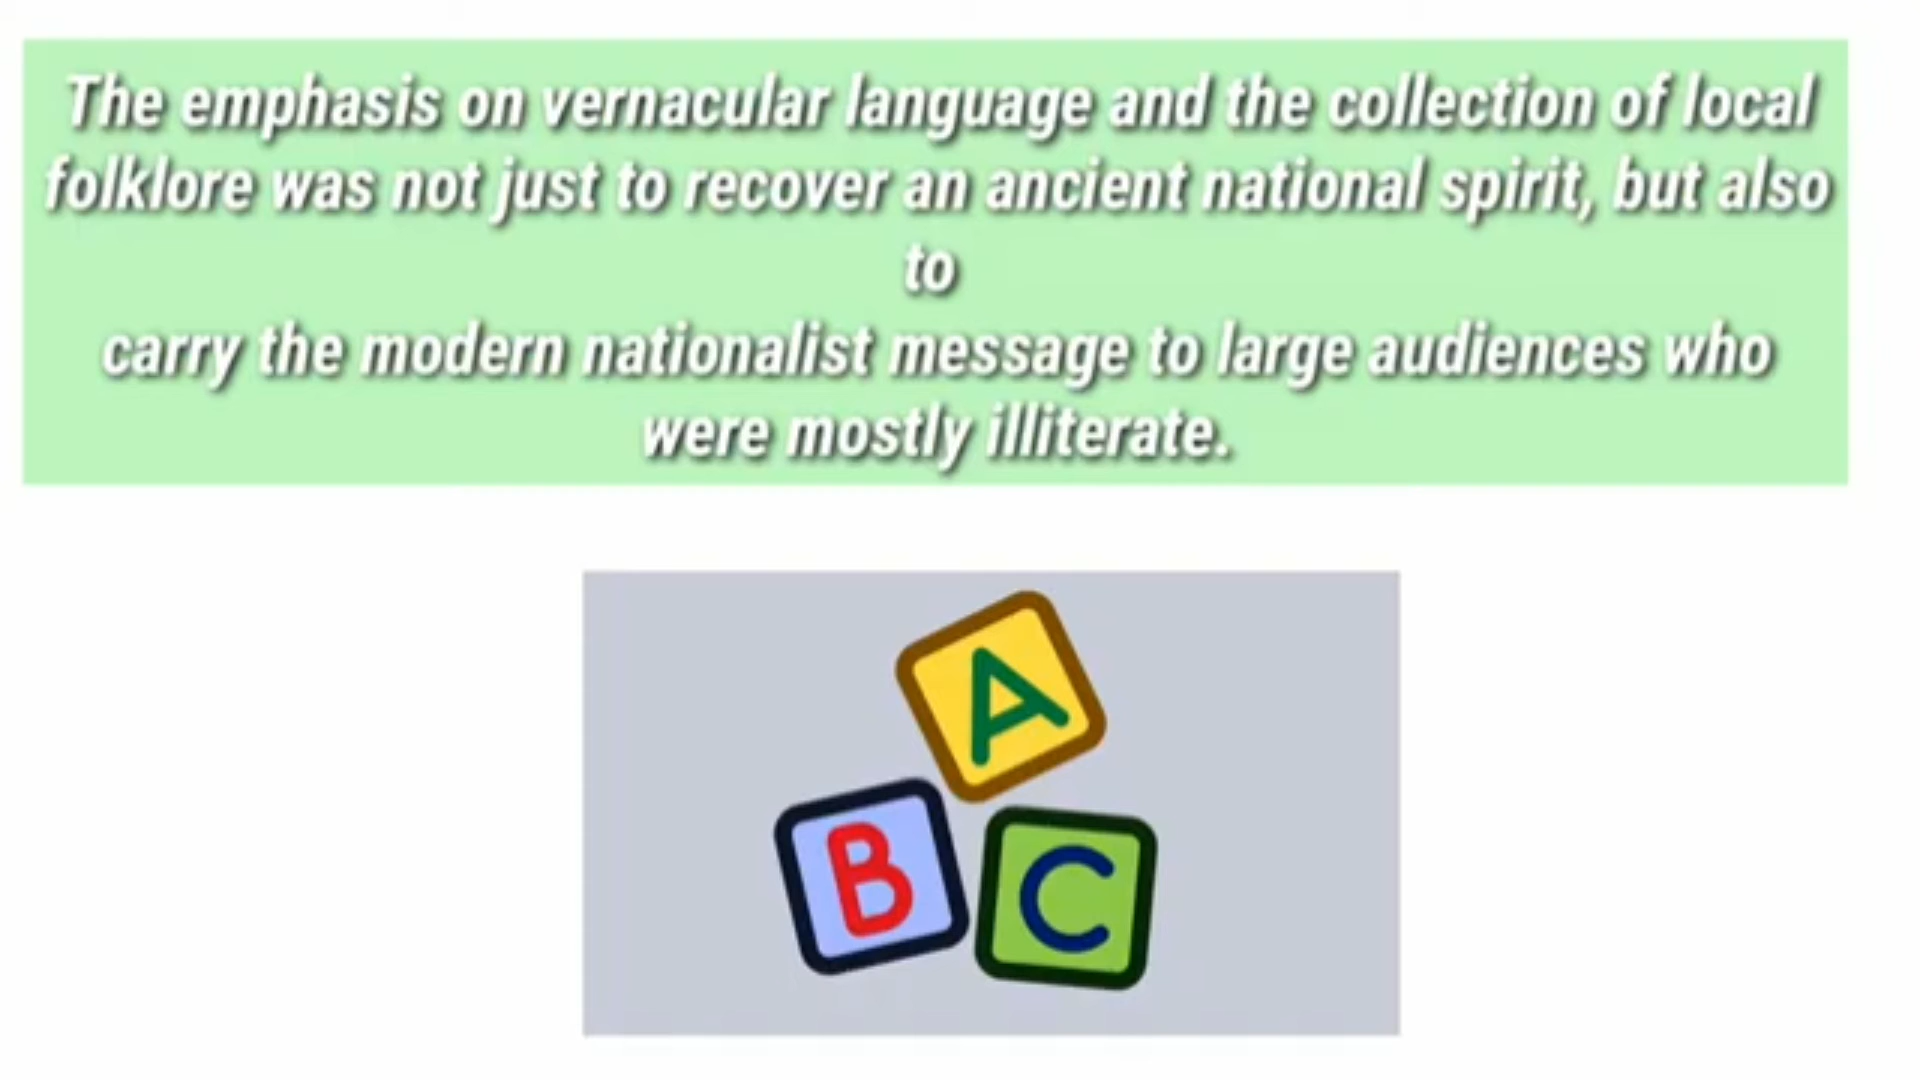 The emphasis on vernacular language and the collection of local
folklore was not just to recover an ancient national spirit, but also
to
carry the modern nationalist message to large audiences who
were mostly illiterate.
A
B C